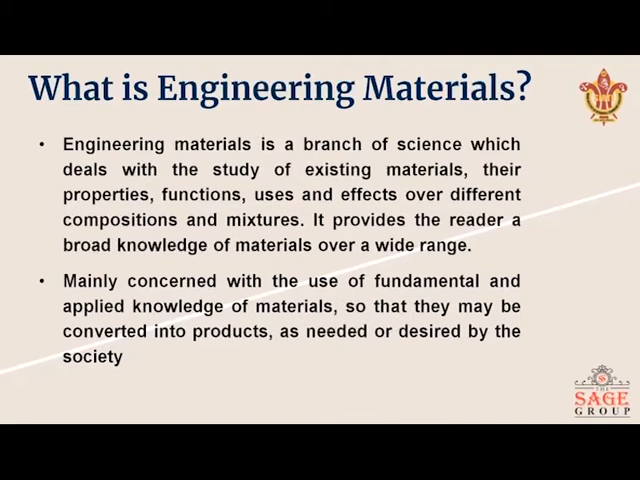 What is Engineering Materials?
• Engineering materials is a branch of science which
deals with the study of existing materials, their
properties, functions, uses and effects over different
compositions and mixtures. It provides the reader a
broad knowledge of materials over a wide range.
• Mainly concerned with the use of fundamental and
applied knowledge of materials, so that they may be
converted into products, as needed or desired by the
society
THE
SAGE
GROUP